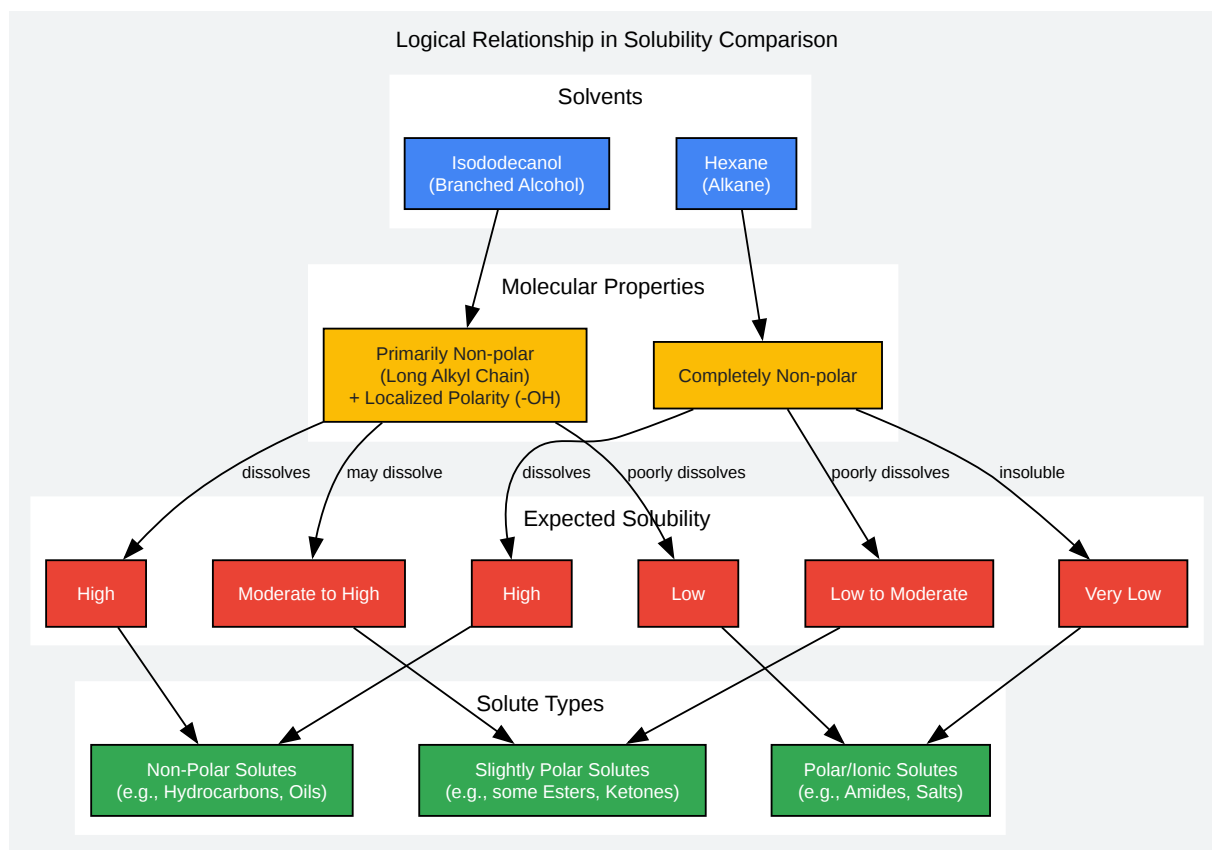 Logical Relationship in Solubility Comparison
Solvents
Isododecanol
(Branched Alcohol)
Hexane
(Alkane)
Molecular Properties
Primarily Non-polar
(Long Alkyl Chain)
+ Localized Polarity (-OH)
Completely Non-polar
dissolves
may dissolve
dissolves
poorly dissolves
poorly dissolves
insoluble
Expected Solubility
High
Moderate to High
High
Low
Low to Moderate
Very Low
Solute Types
Non-Polar Solutes
(e.g., Hydrocarbons, Oils)
Slightly Polar Solutes
(e.g., some Esters, Ketones)
Polar/Ionic Solutes
(e.g., Amides, Salts)